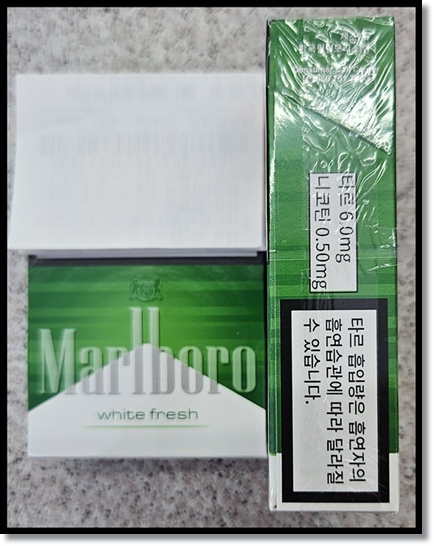 Marlboro
white fresh
타르 6.0mg
니코틴 0.50mg
타르 흡입량은 흡연자의
흡연습관에 따라 달라질
수 있습니다.